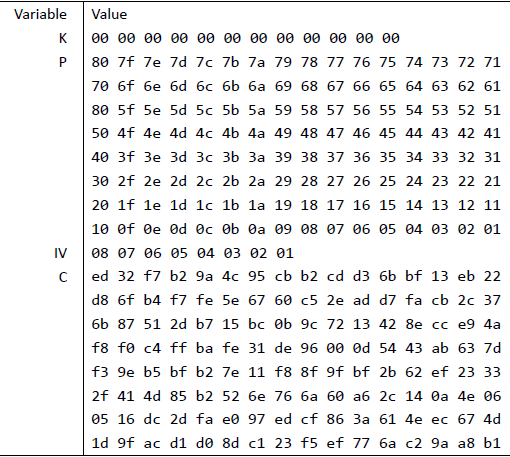 Variable Value
K 00 00 00 00 00 00 00 00 00 00 00 00
P 80 7f 7e 7d 7c 7b 7a 79 78 77 76 75 74 73 72 71
70 6f 6e 6d 6c 6b 6a 69 68 67 66 65 64 63 62 61
80 5f 5e 5d 5c 5b 5a 59 58 57 56 55 54 53 52 51
50 4f 4e 4d 4c 4b 4a 49 48 47 46 45 44 43 42 41
40 3f 3e 3d 3c 3b 3a 39 38 37 36 35 34 33 32 31
30 2f 2e 2d 2c 2b 2a 29 28 27 26 25 24 23 22 21
20 1f 1e 1d 1c 1b 1a 19 18 17 16 15 14 13 12 11
10 0f 0e 0d 0c 0b 0a 09 08 07 06 05 04 03 02 01
IV 08 07 06 05 04 03 02 01
C ed 32 f7 b2 9a 4c 95 cb b2 cd d3 6b bf 13 eb 22
d8 6f b4 f7 fe 5e 67 60 c5 2e ad d7 fa cb 2c 37
6b 87 51 2d b7 15 bc 0b 9c 72 13 42 8e cc e9 4a
f8 f0 c4 ff ba fe 31 de 96 00 0d 54 43 ab 63 7d
f3 9e b5 bf b2 7e 11 f8 8f 9f bf 2b 62 ef 23 33
2f 41 4d 85 b2 52 6e 76 6a 60 a6 2c 14 0a 4e 06
05 16 dc 2d fa e0 97 ed cf 86 3a 61 4e ec 67 4d
1d 9f ac d1 d0 8d c1 23 f5 ef 77 6a c2 9a a8 b1